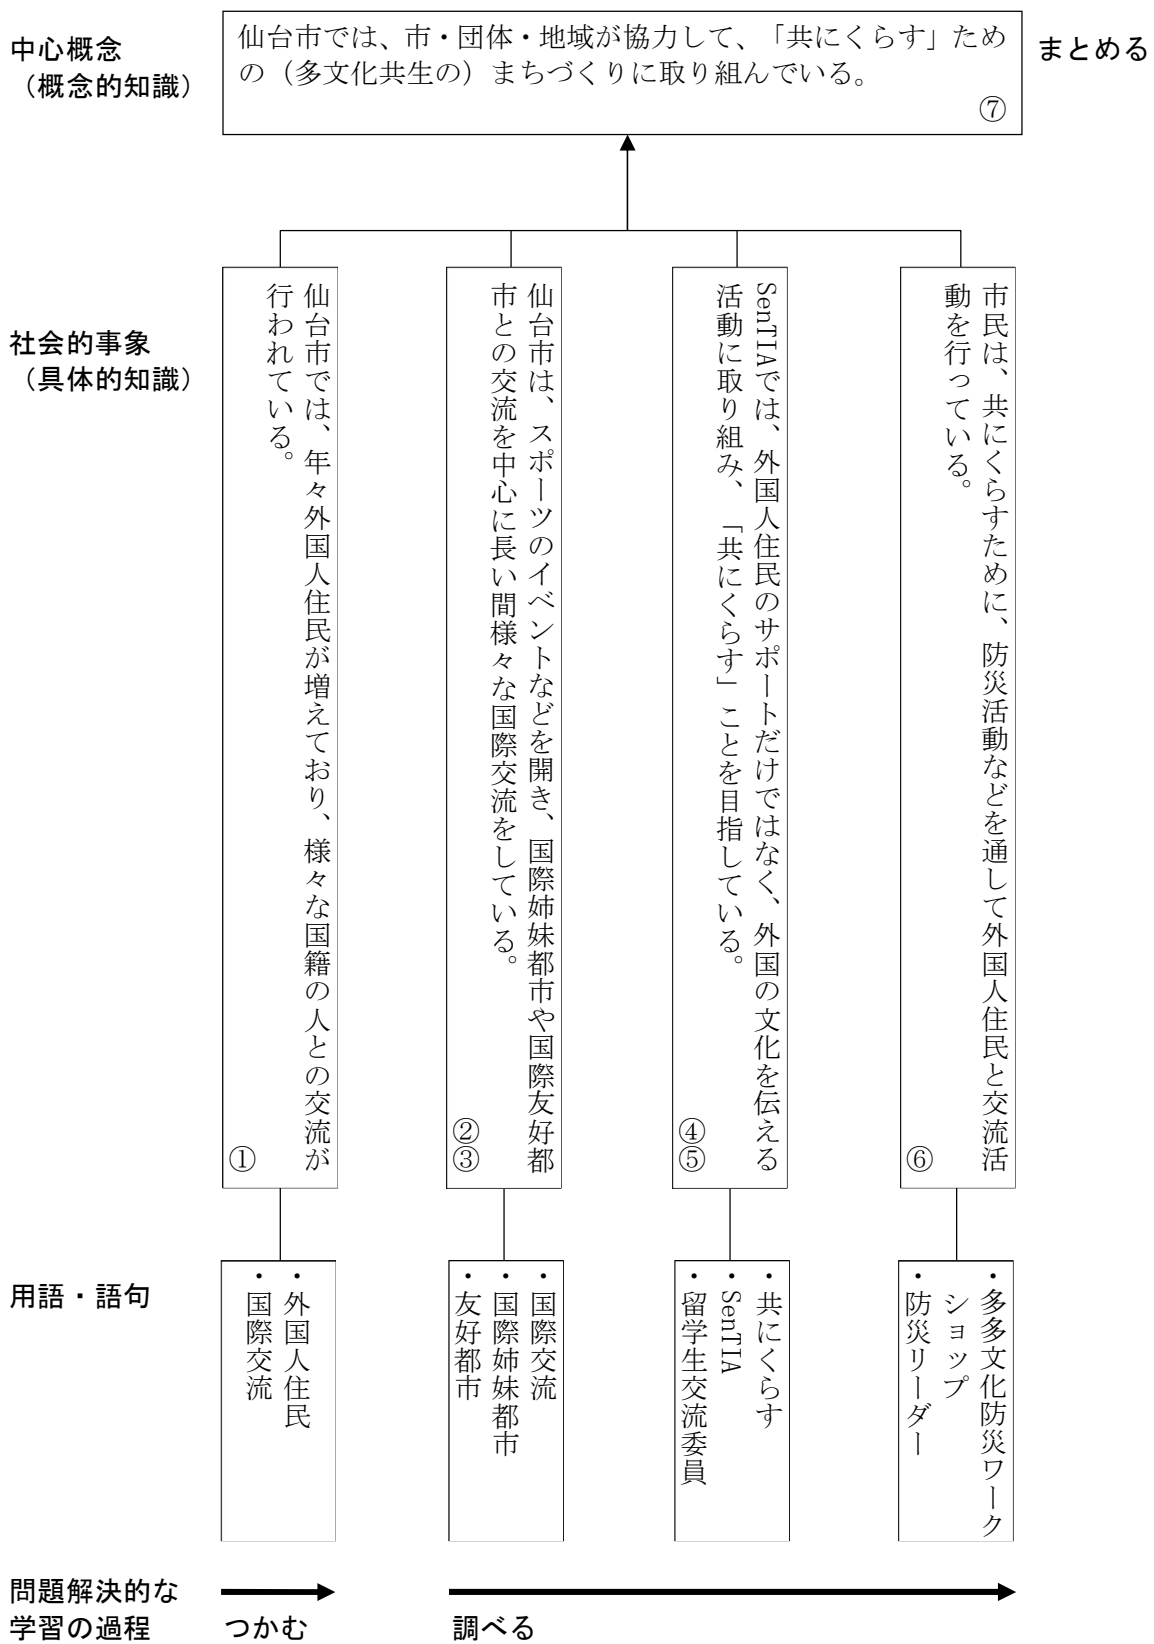 中心概念
（概念的知識）
仙台市では、市・団体・地域が協力して、「共にくらす」ため
の（多文化共生の）まちづくりに取り組んでいる。
⑦
まとめる
社会的事象
（具体的知識）
仙台市では、年々外国人住民が増えており、様々な国籍の人との交流が
行われている。
①
仙台市は、スポーツのイベントなどを開き、国際姉妹都市や国際友好都
市との交流を中心に長い間様々な国際交流をしている。
②
③
SenTIAでは、外国人住民のサポートだけではなく、外国の文化を伝える
活動に取り組み、「共にくらす」ことを目指している。
④
⑤
市民は、共にくらすために、防災活動などを通して外国人住民と交流活
動を行っている。
⑥
用語・語句
・外国人住民
・国際交流
・国際交流
・国際姉妹都市
・友好都市
・共にくらす
・SenTIA
・留学生交流委員
・多多文化防災ワーク
ショップ
・防災リーダー
問題解決的な
学習の過程
つかむ
調べる